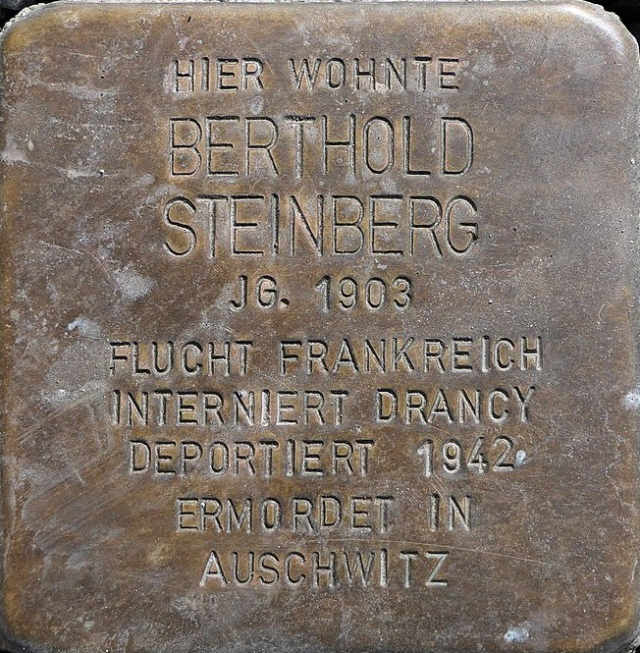 HIER WOHNTE
BERTHOLD
STEINBERG
JG. 1903
FLUCHT FRANKREICH
INTERNIERT DRANCY
DEPORTIERT 1942
ERMORDET IN
AUSCHWITZ